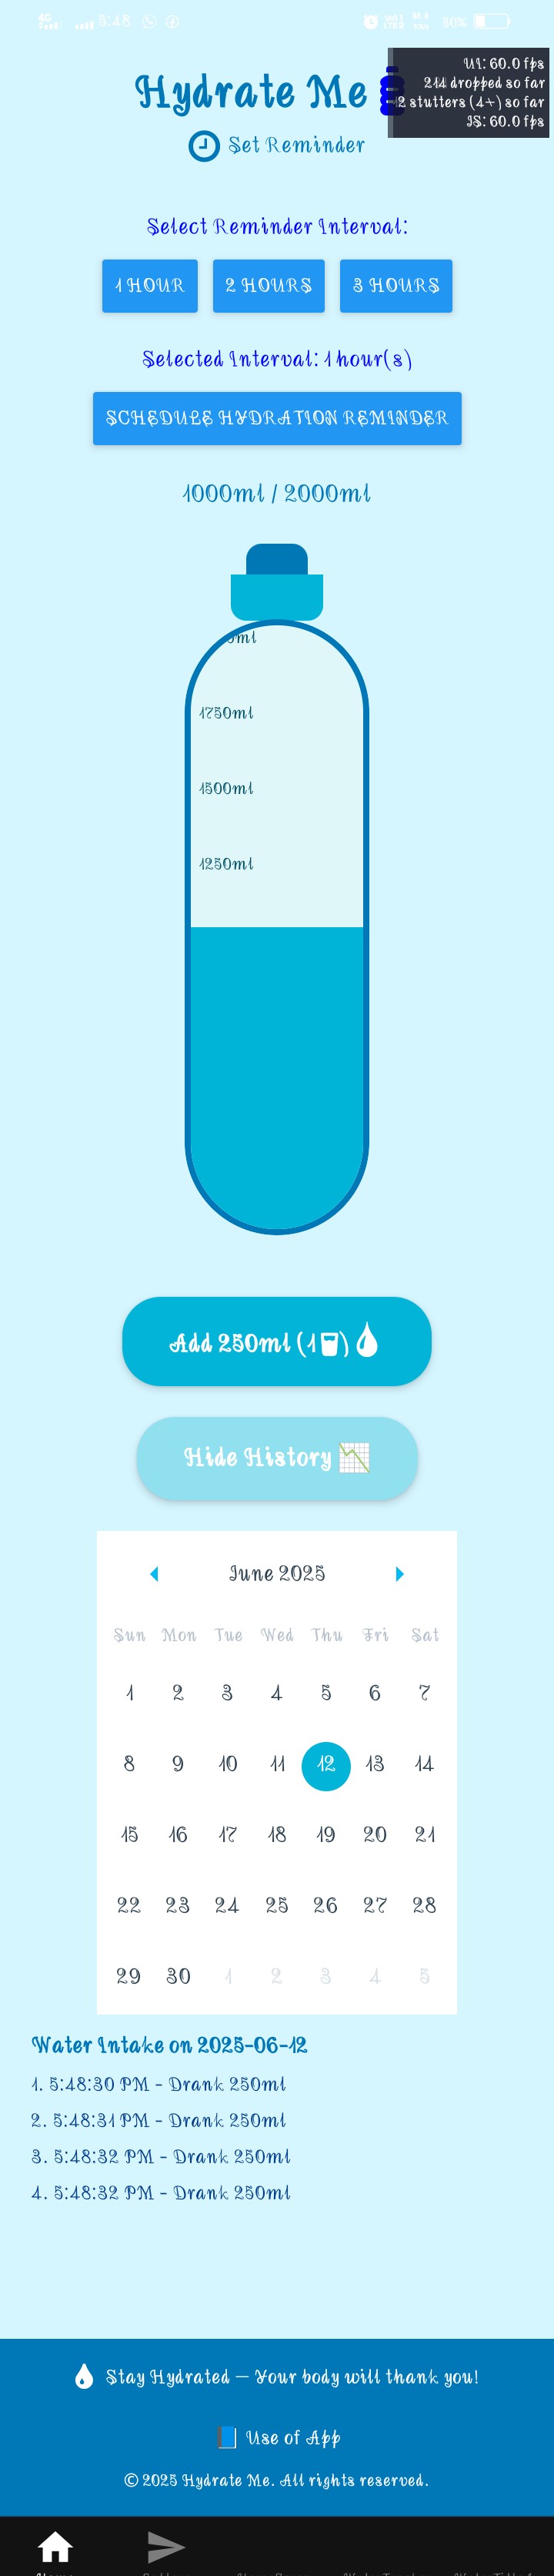 5:48
UI: 60.0 fps
Hydrate Me
214 dropped so far
2 stutters (4+) so far
JS: 60.0 fps
Set Reminder
Select Reminder Interval:
1 HOUR 2 HOURS 3 HOURS
Selected Interval: 1 hour(s)
SCHEDULE HYDRATION REMINDER
1000ml / 2000ml
1750ml
1500ml
1250ml
Add 250ml (1🥛)💧
Hide History 📉
June 2025
Sun Mon Tue Wed Thu Fri Sat
1 2 3 4 5 6 7
8 9 10 11 12 13 14
15 16 17 18 19 20 21
22 23 24 25 26 27 28
29 30 1 2 3 4 5
Water Intake on 2025-06-12
1. 5:48:30 PM - Drank 250ml
2. 5:48:31 PM - Drank 250ml
3. 5:48:32 PM - Drank 250ml
4. 5:48:32 PM - Drank 250ml
💧 Stay Hydrated — Your body will thank you!
📘 Use of App
© 2025 Hydrate Me. All rights reserved.